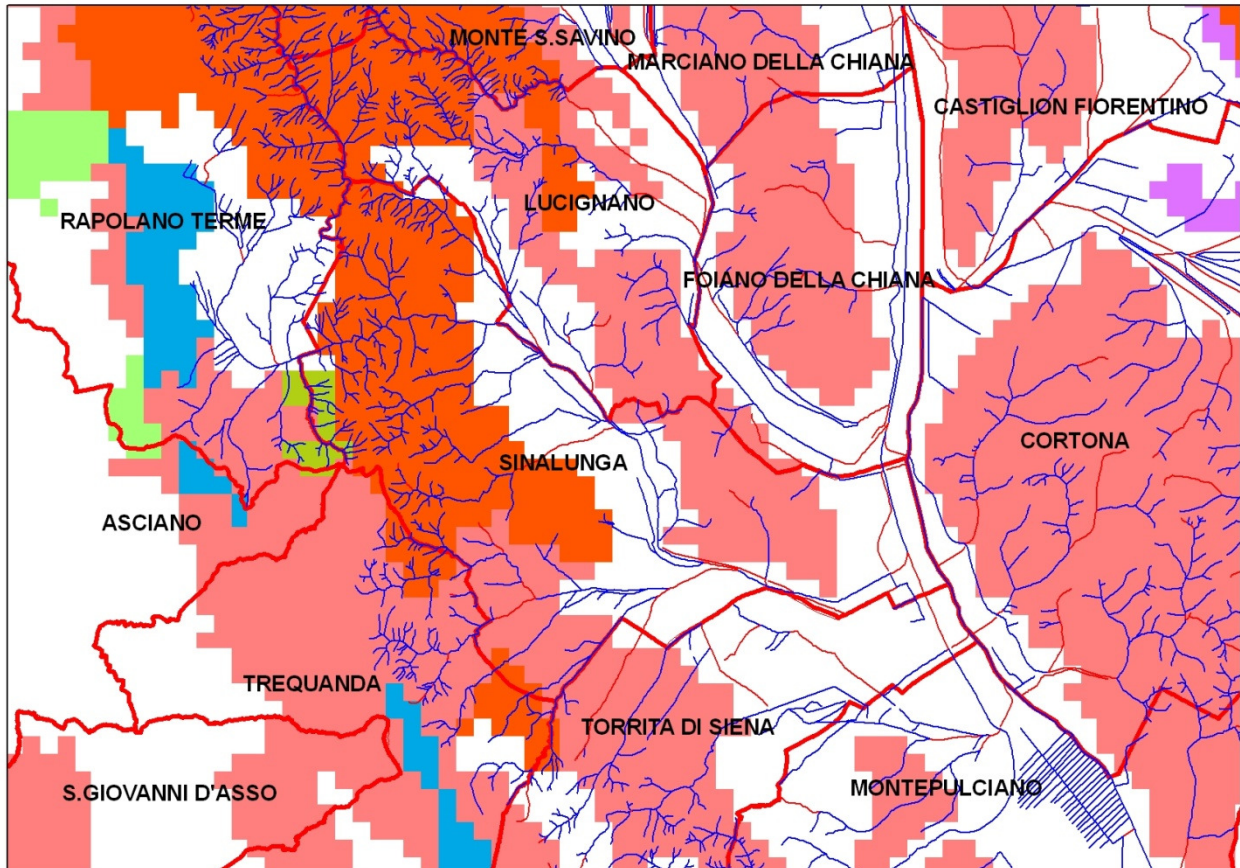 MONTE S.SAVINO
MARCIANO DELLA CHIANA
CASTIGLION FIORENTINO
LUCIGNANO
RAPOLANO TERME
FOIANO DELLA CHIANA
CORTONA
SINALUNGA
ASCIANO
TREQUANDA
TORRITA DI SIENA
MONTEPULCIANO
S.GIOVANNI D'ASSO